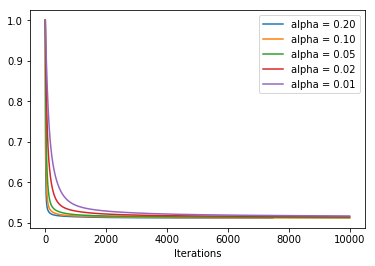 1.0
0.9
0.8
0.7
0.6
0.5
alpha = 0.20
alpha = 0.10
alpha = 0.05
alpha = 0.02
alpha = 0.01
0 2000 4000 6000 8000 10000
Iterations